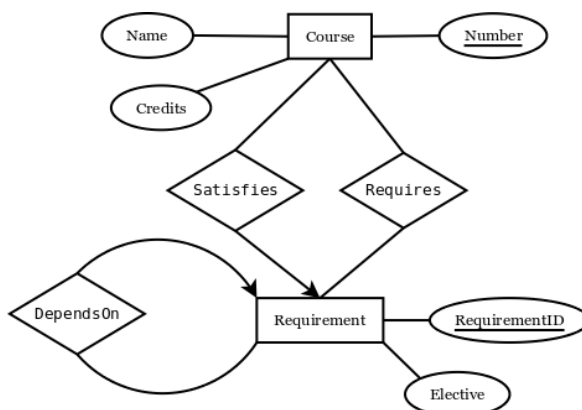 Name
Course
Number
Credits
Satisfies
Requires
DependsOn
Requirement
RequirementID
Elective